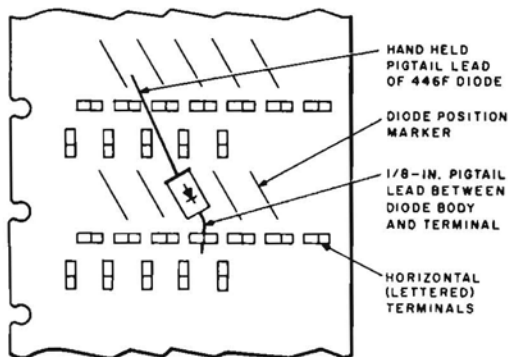 HAND HELD
PIGTAIL LEAD
OF 446F DIODE
DIODE POSITION
MARKER
1/8-IN. PIGTAIL
LEAD BETWEEN
DIODE BODY
AND TERMINAL
HORIZONTAL
(LETTERED)
TERMINALS